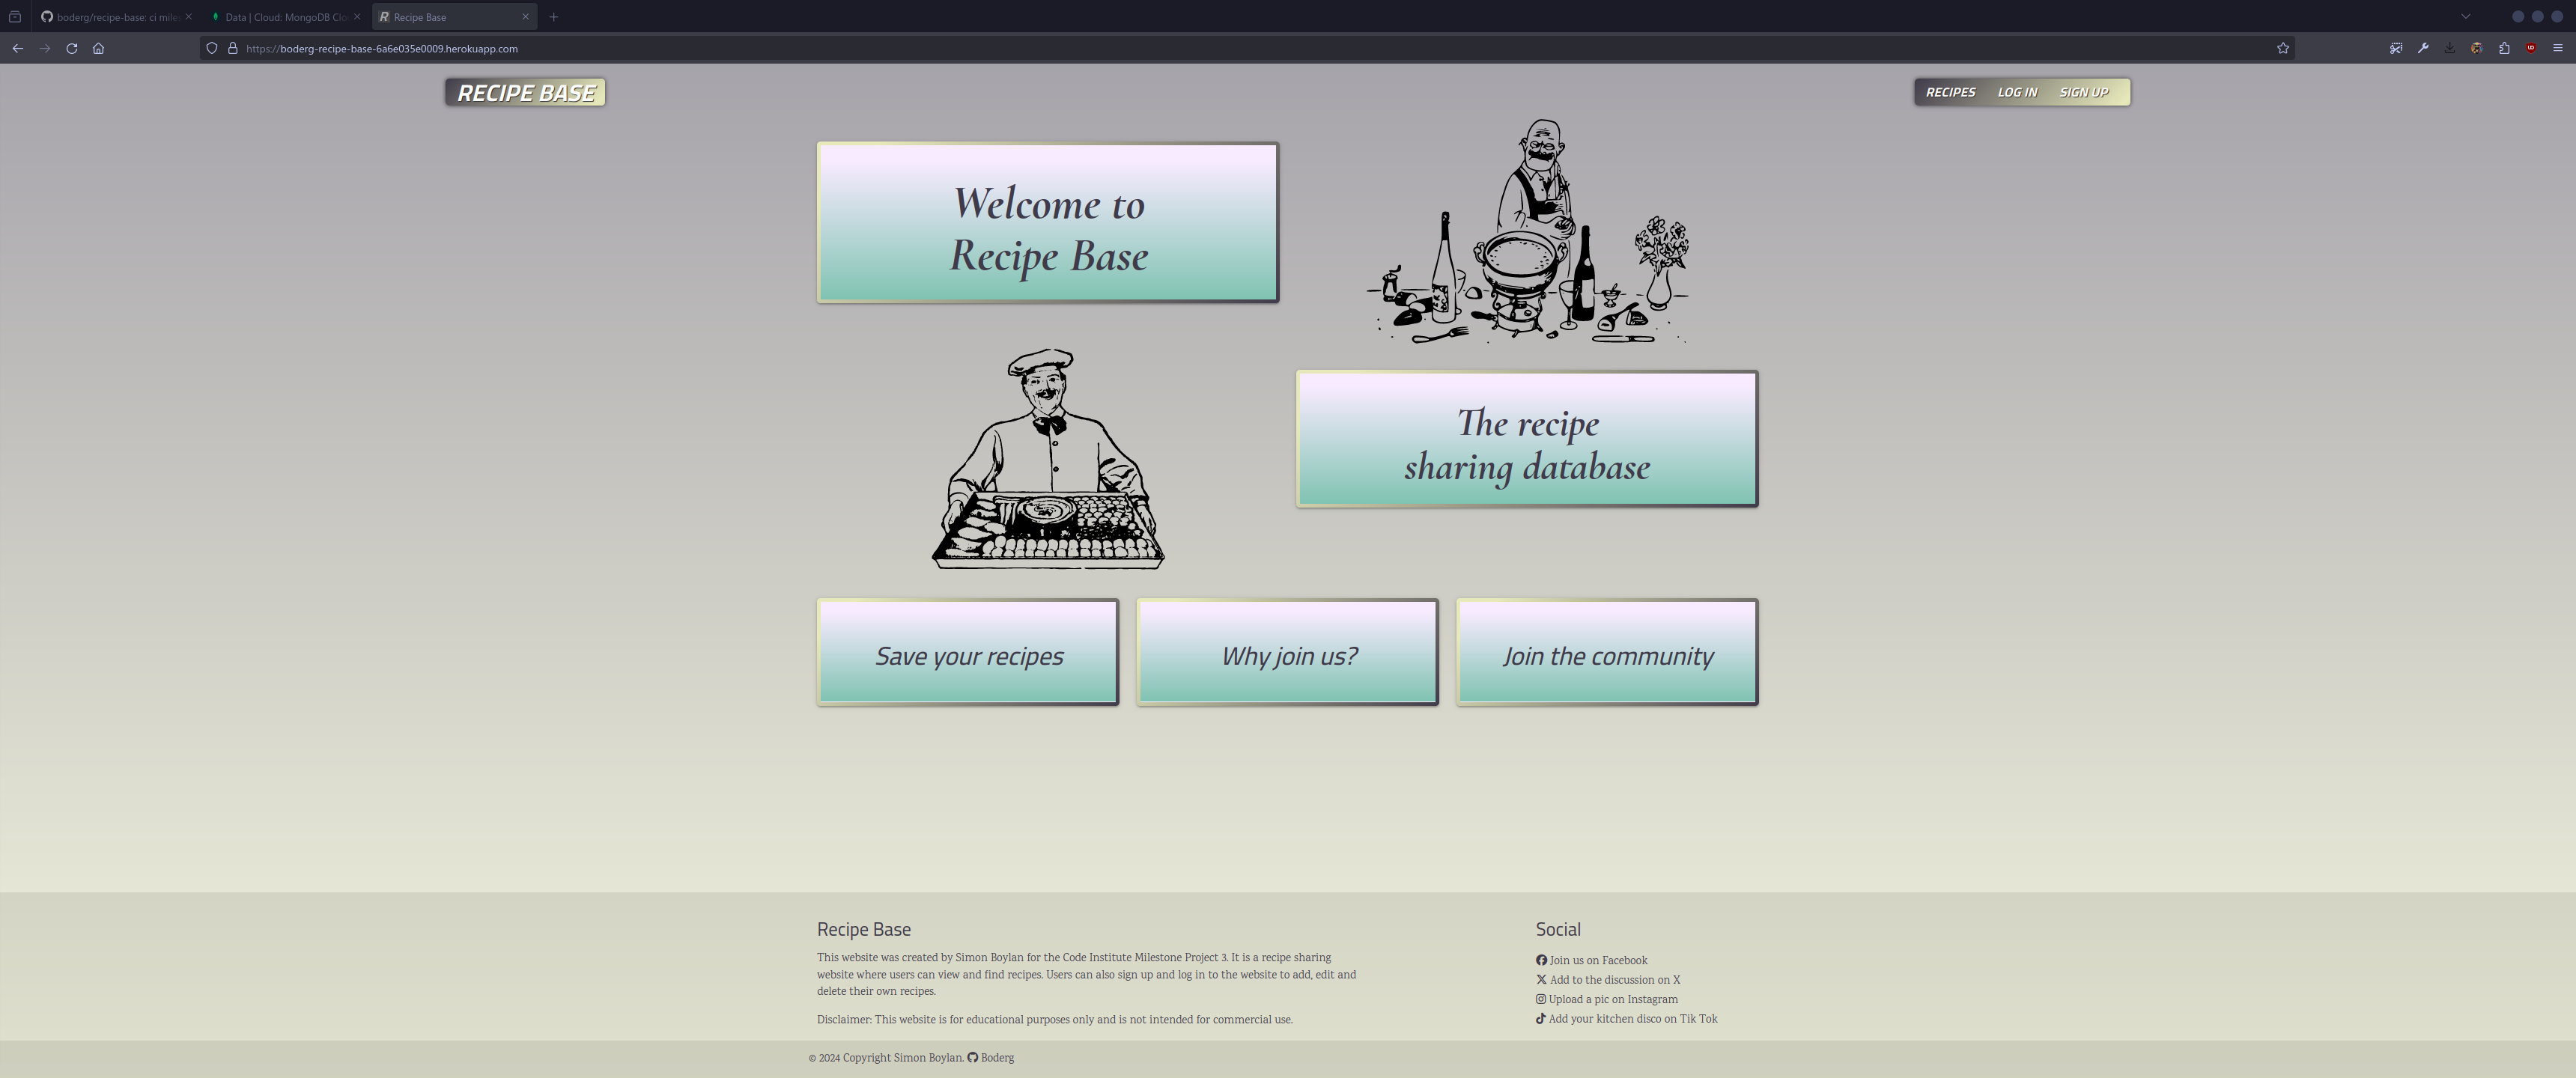 boderg/recipe-base: ci miles
Data | Cloud: MongoDB Clo
Recipe Base
https://boderg-recipe-base-6a6e035e0009.herokuapp.com
RECIPE BASE
RECIPES LOG IN SIGN UP
Welcome to
Recipe Base
The recipe
sharing database
Save your recipes
Why join us?
Join the community
Recipe Base
This website was created by Simon Boylan for the Code Institute Milestone Project 3. It is a recipe sharing
website where users can view and find recipes. Users can also sign up and log in to the website to add, edit and
delete their own recipes.
Disclaimer: This website is for educational purposes only and is not intended for commercial use.
Social
Join us on Facebook
Add to the discussion on X
Upload a pic on Instagram
Add your kitchen disco on Tik Tok
© 2024 Copyright Simon Boylan. Boderg